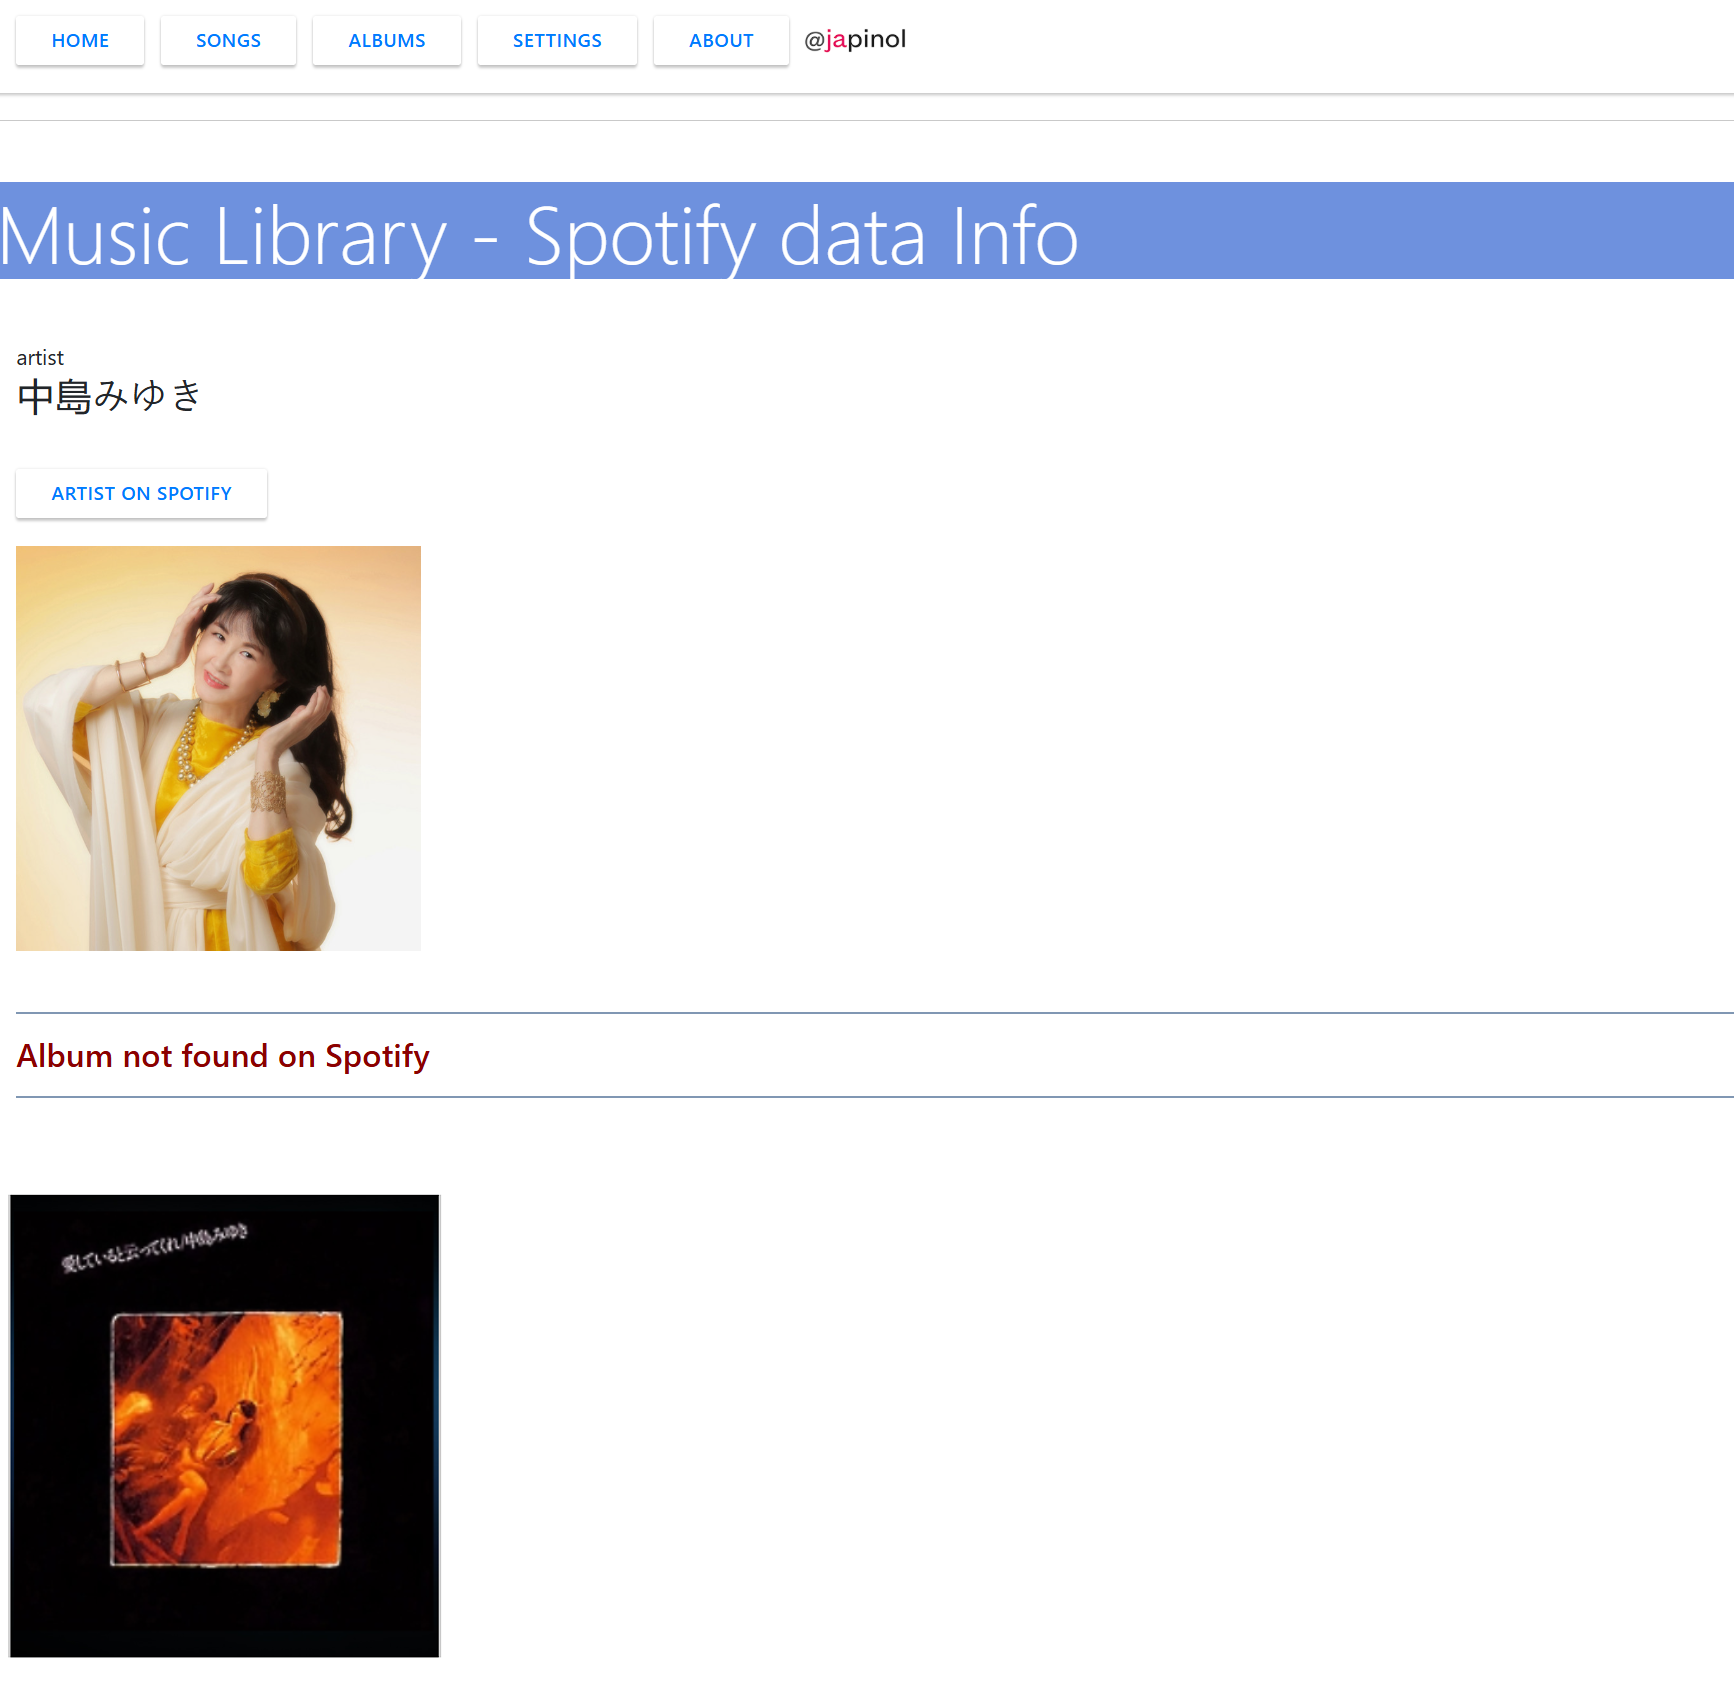 HOME SONGS ALBUMS SETTINGS ABOUT @japinol
Music Library - Spotify data Info
artist
中島みゆき
ARTIST ON SPOTIFY
Album not found on Spotify
愛していると云ってくれ/中島みゆき